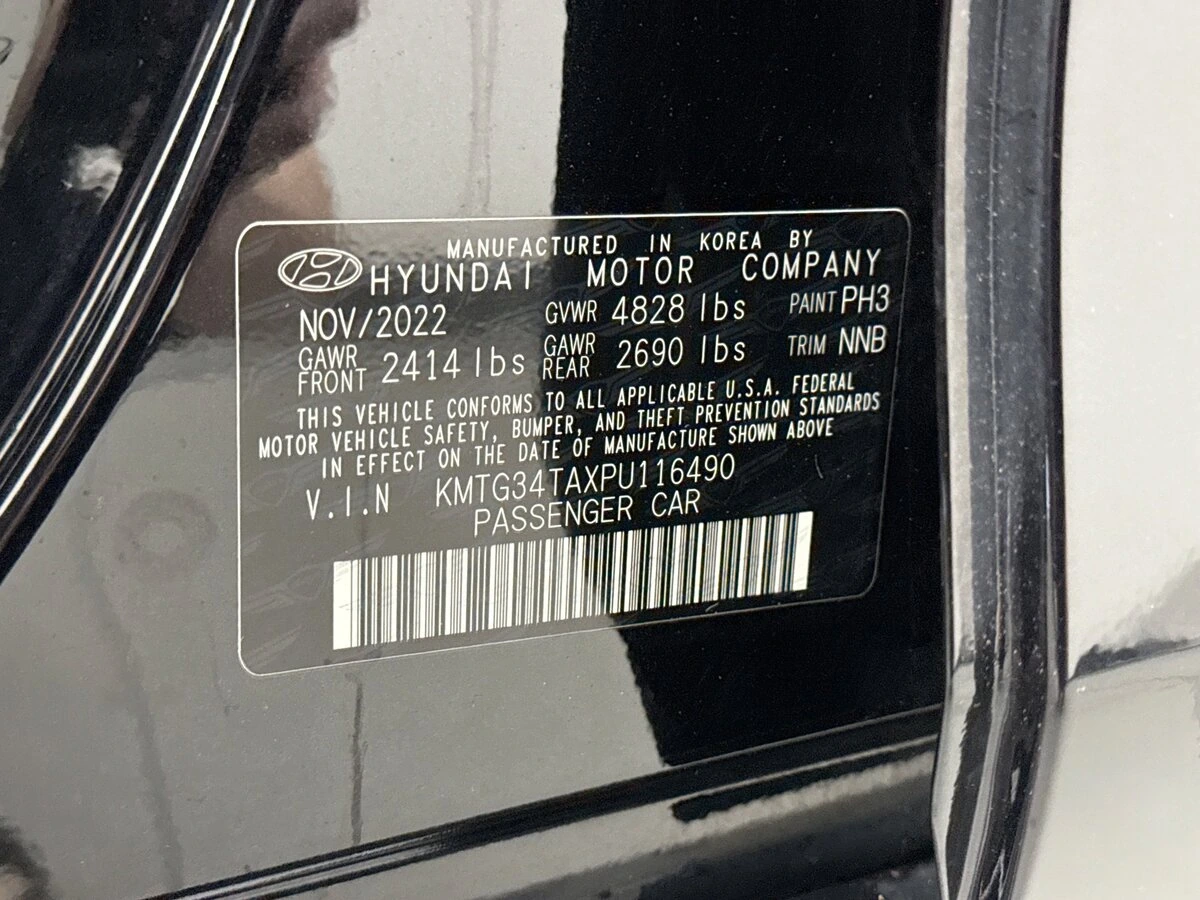 MANUFACTURED IN KOREA BY
HYUNDAI MOTOR COMPANY
NOV/2022 GVWR 4828 lbs PAINT PH3
GAWR FRONT 2414 lbs GAWR REAR 2690 lbs TRIM NNB
THIS VEHICLE CONFORMS TO ALL APPLICABLE U.S.A. FEDERAL
MOTOR VEHICLE SAFETY, BUMPER, AND THEFT PREVENTION STANDARDS
IN EFFECT ON THE DATE OF MANUFACTURE SHOWN ABOVE
V.I.N KMTG34TAXPU116490
PASSENGER CAR